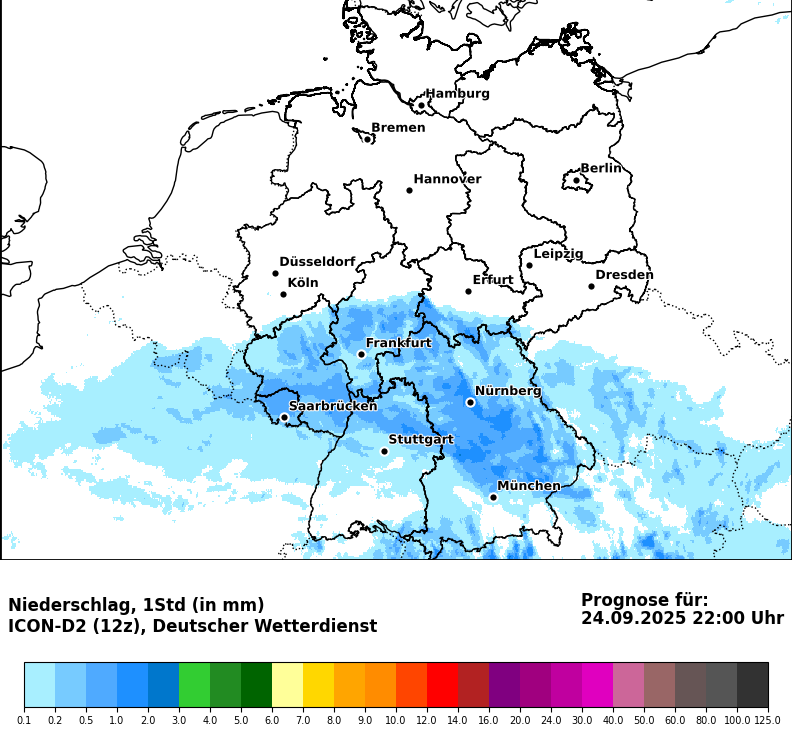 Hamburg
Bremen
Berlin
Hannover
Leipzig
Düsseldorf
Dresden
Köln
Erfurt
Frankfurt
Nürnberg
Saarbrücken
Stuttgart
München
Niederschlag, 1Std (in mm)
ICON-D2 (12z), Deutscher Wetterdienst
Prognose für:
24.09.2025 22:00 Uhr
0.1 0.2 0.5 1.0 2.0 3.0 4.0 5.0 6.0 7.0 8.0 9.0 10.0 12.0 14.0 16.0 20.0 24.0 30.0 40.0 50.0 60.0 80.0 100.0 125.0